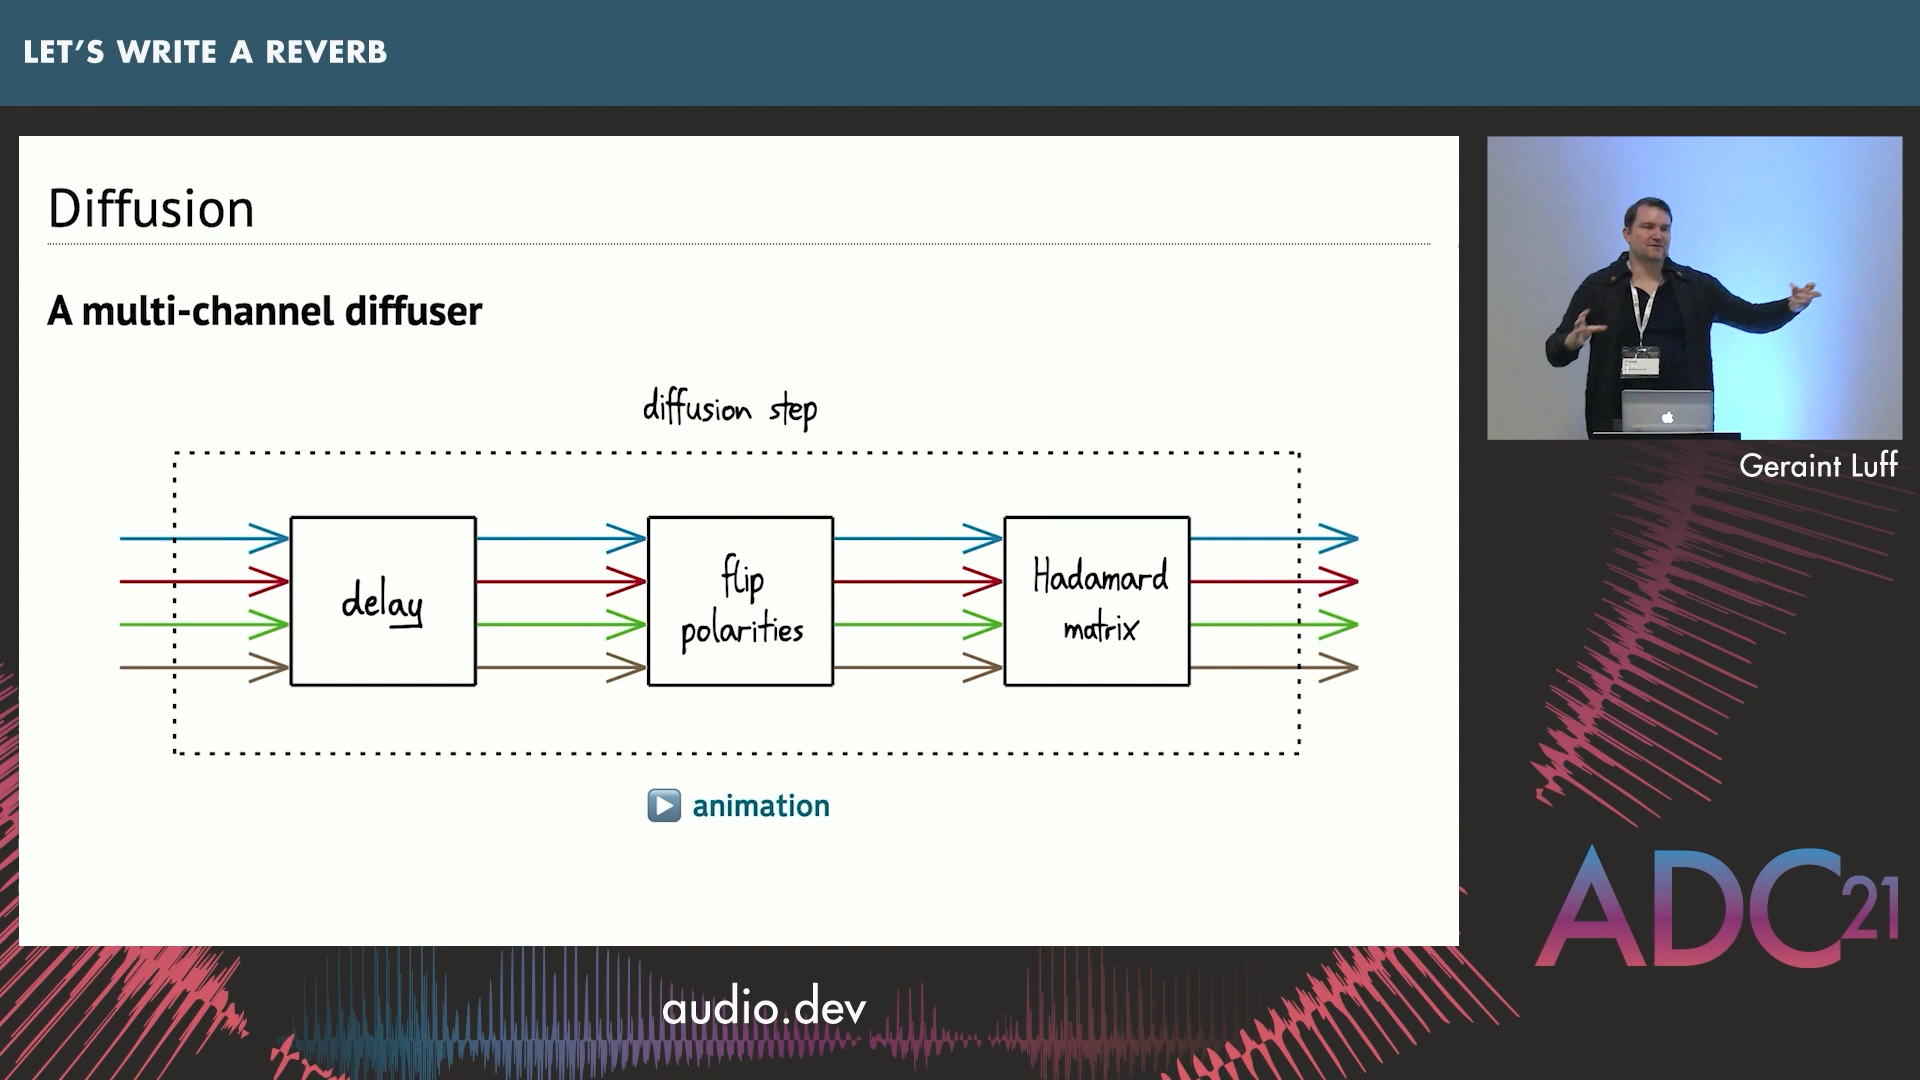 LET'S WRITE A REVERB
Diffusion
A multi-channel diffuser
diffusion step
delay
flip
polarities
Hadamard
matrix
animation
Geraint Luff
ADC21
audio.dev